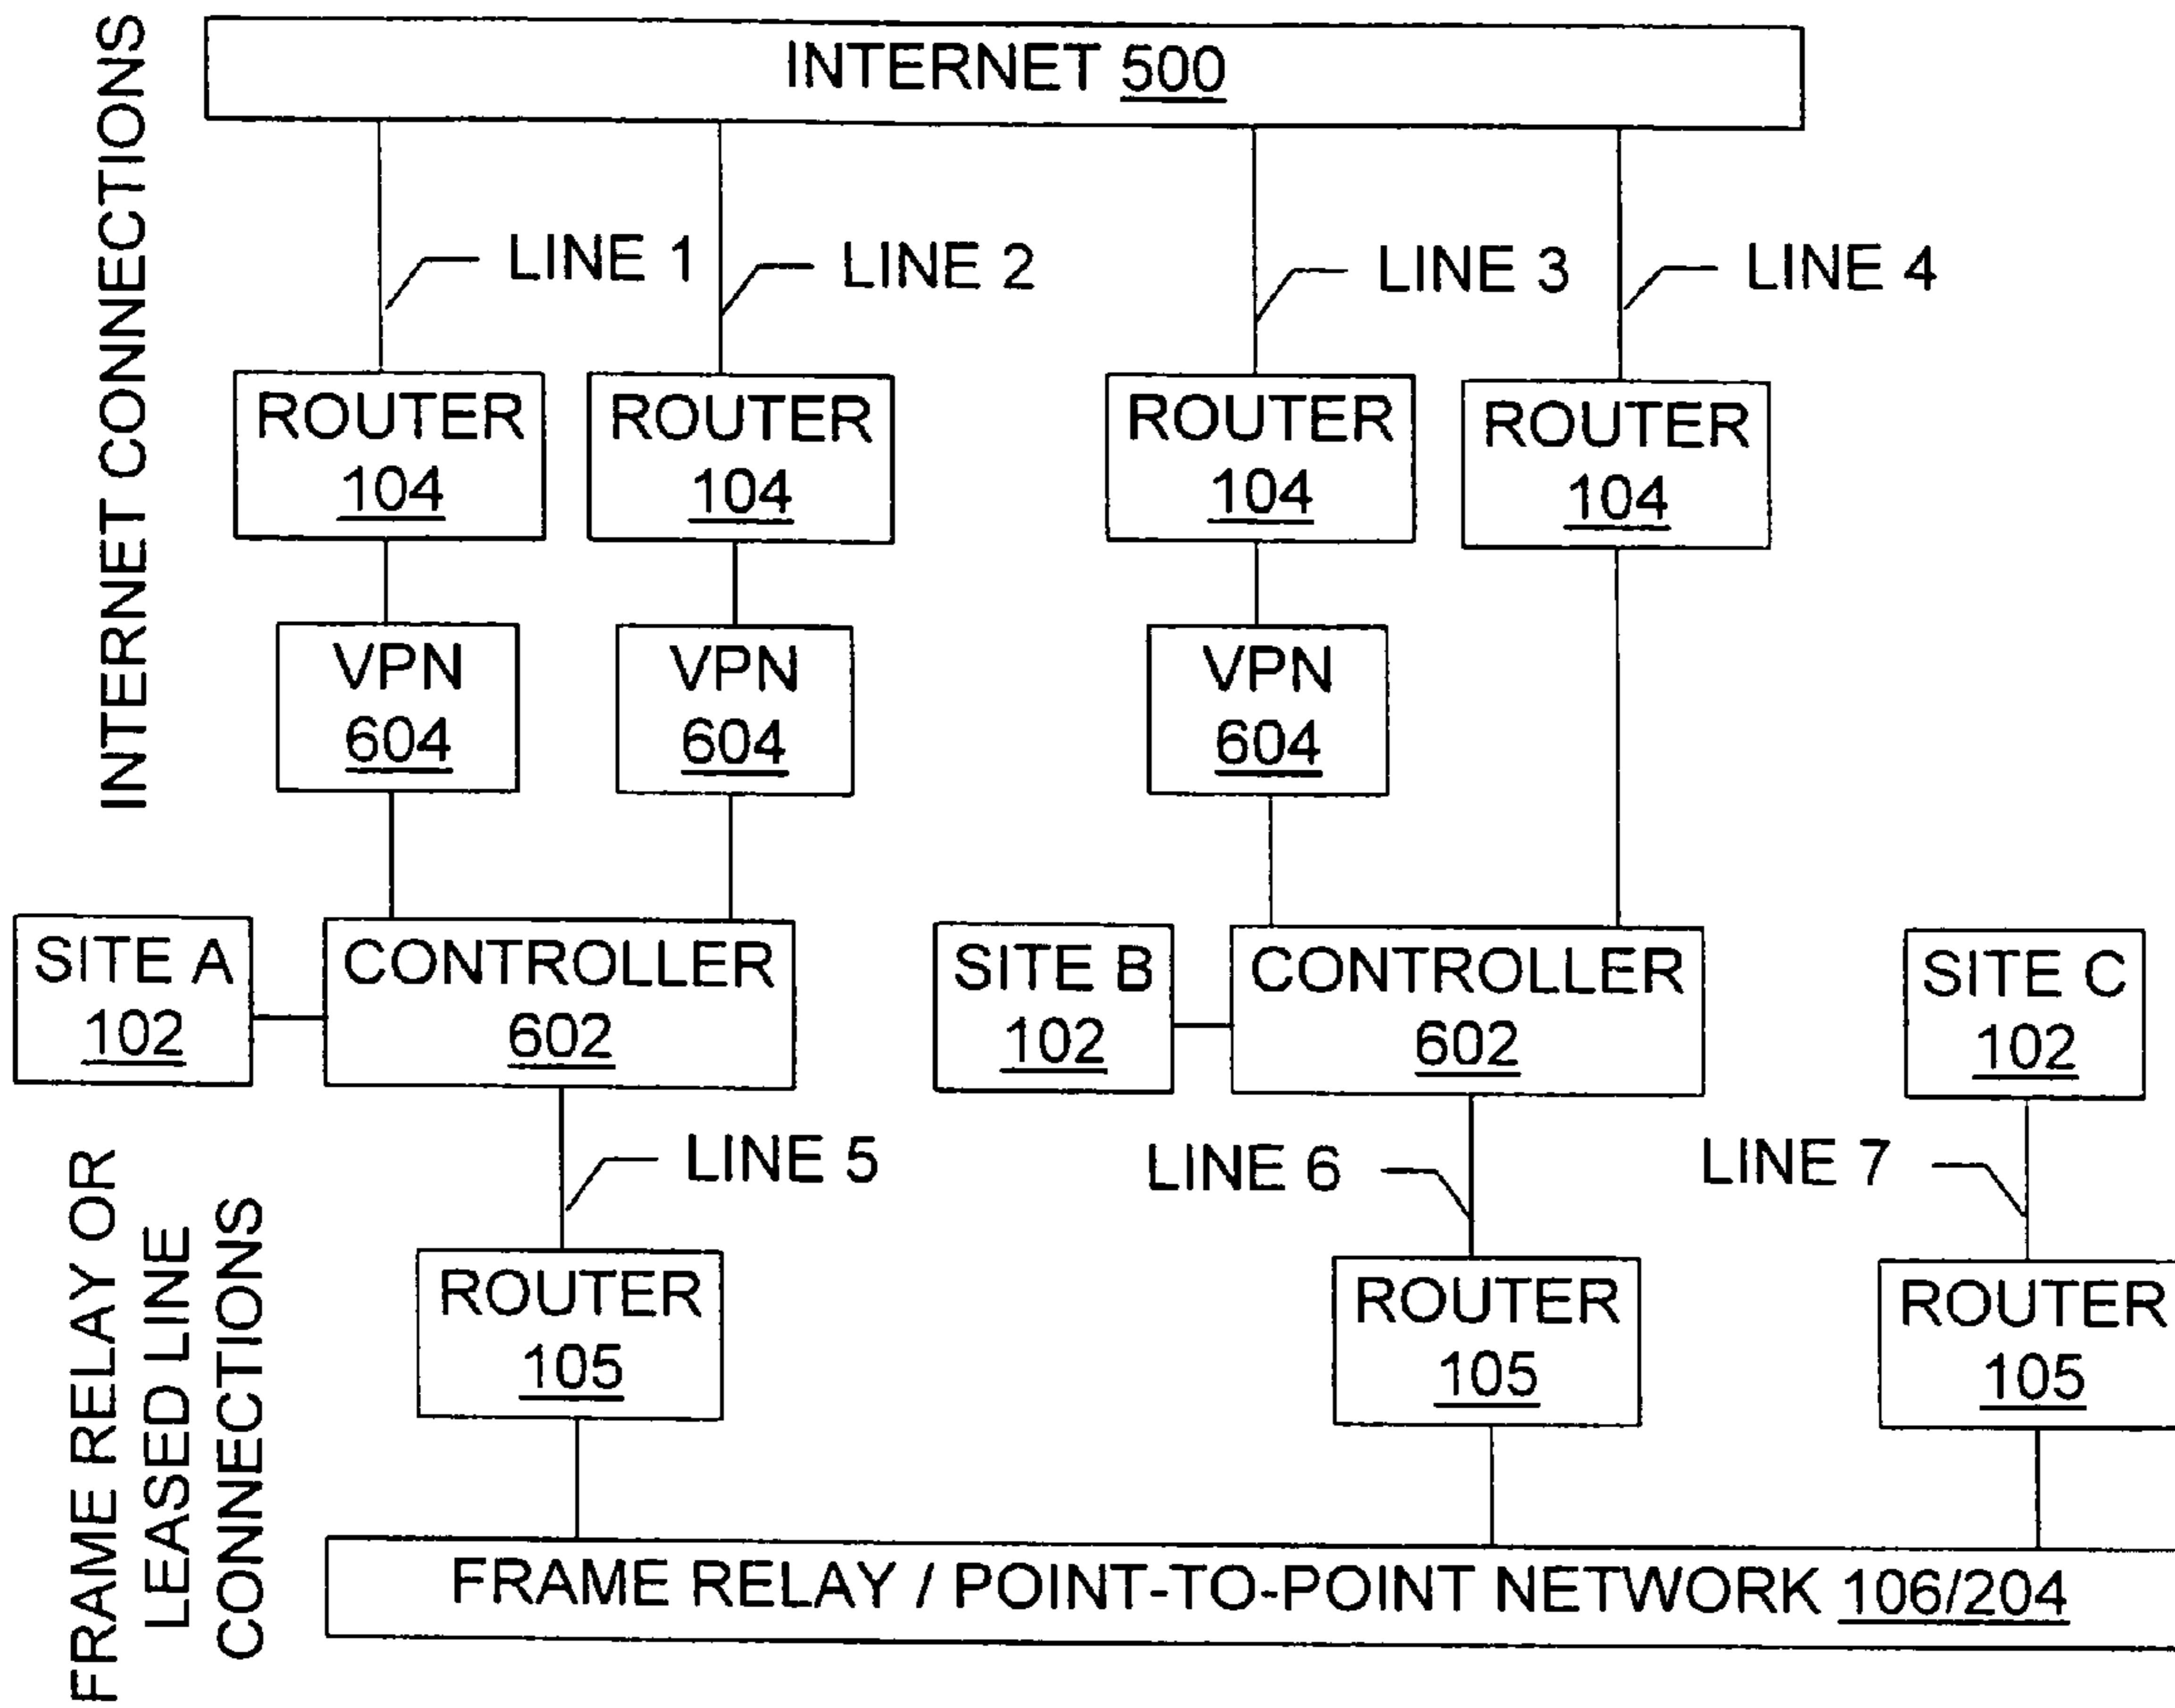 INTERNET CONNECTIONS
INTERNET 500
LINE 1
LINE 2
LINE 3
LINE 4
ROUTER
104
ROUTER
104
ROUTER
104
ROUTER
104
VPN
604
VPN
604
VPN
604
SITE A
102
CONTROLLER
602
SITE B
102
CONTROLLER
602
SITE C
102
FRAME RELAY OR
LEASED LINE
CONNECTIONS
LINE 5
LINE 6
LINE 7
ROUTER
105
ROUTER
105
ROUTER
105
FRAME RELAY / POINT-TO-POINT NETWORK 106/204